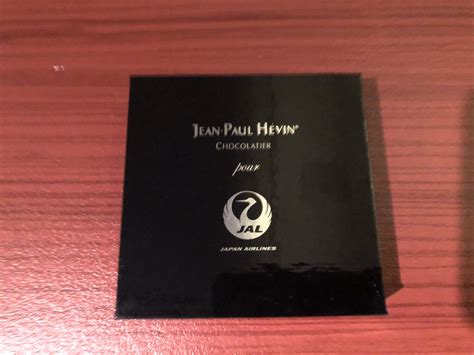 JEAN-PAUL HÉVIN®
CHOCOLATIER
pour
JAL
JAPAN AIRLINES